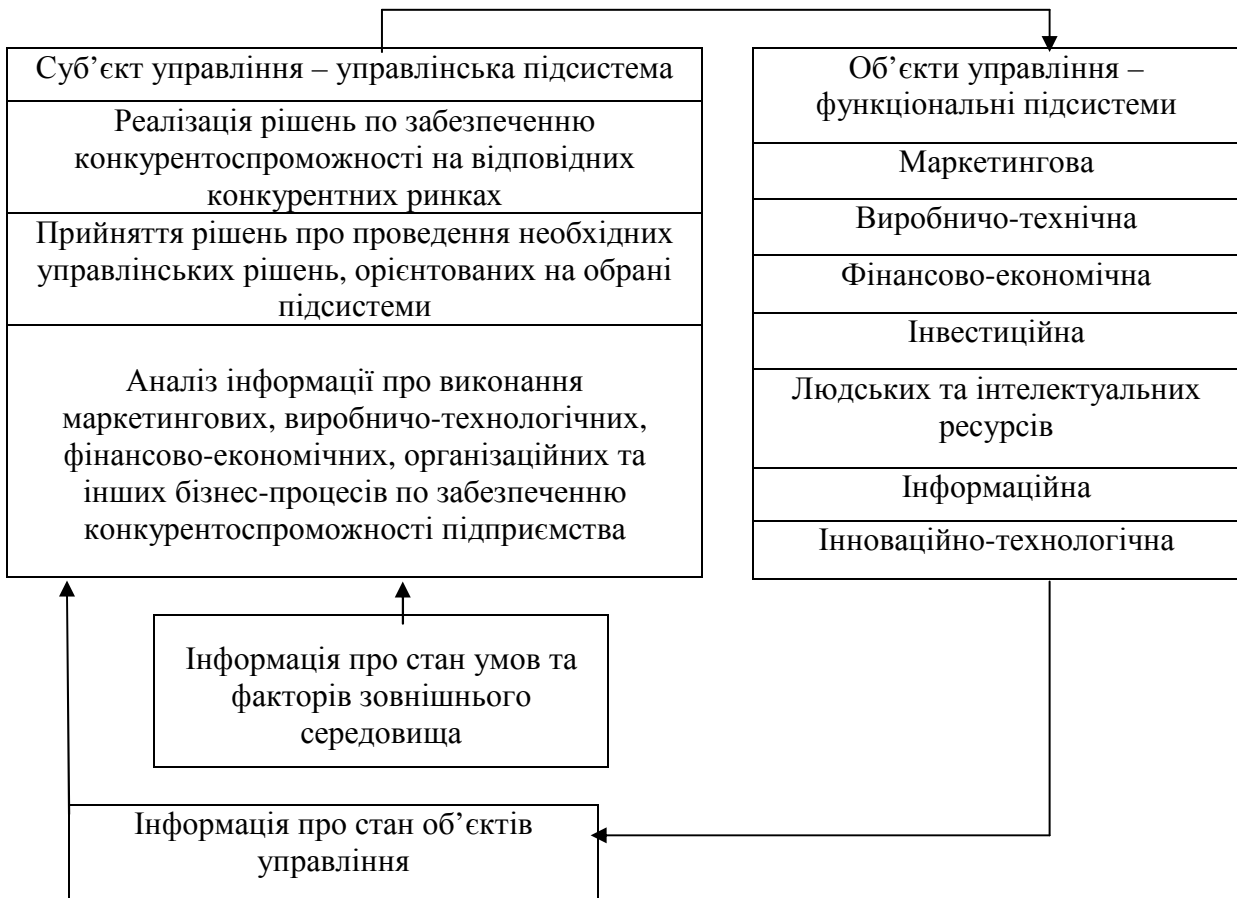 Суб’єкт управління – управлінська підсистема
Реалізація рішень по забезпеченню
конкурентоспроможності на відповідних
конкурентних ринках
Прийняття рішень про проведення необхідних
управлінських рішень, орієнтованих на обрані
підсистеми
Аналіз інформації про виконання
маркетингових, виробничо-технологічних,
фінансово-економічних, організаційних та
інших бізнес-процесів по забезпеченню
конкурентоспроможності підприємства
Об’єкти управління –
функціональні підсистеми
Маркетингова
Виробничо-технічна
Фінансово-економічна
Інвестиційна
Людських та інтелектуальних
ресурсів
Інформаційна
Інноваційно-технологічна
Інформація про стан умов та
факторів зовнішнього
середовища
Інформація про стан об’єктів
управління